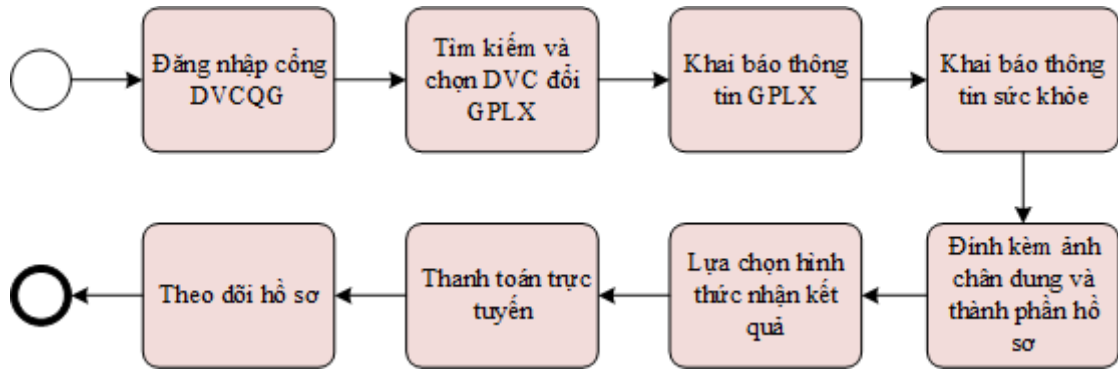 Đăng nhập cổng
DVCQG
Tìm kiếm và
chọn DVC đổi
GPLX
Khai báo thông
tin GPLX
Khai báo thông
tin sức khỏe
Đính kèm ảnh
chân dung và
thành phần hồ
sơ
Lựa chọn hình
thức nhận kết
quả
Thanh toán trực
tuyến
Theo dõi hồ sơ